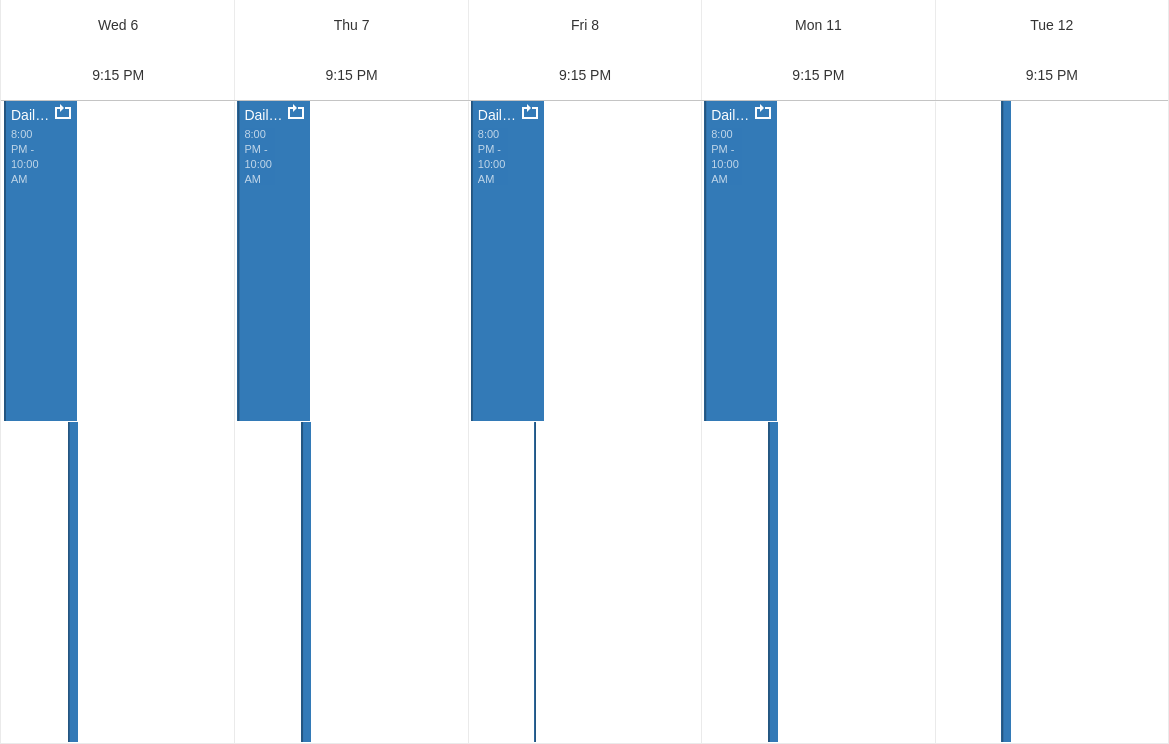 Wed 6
Thu 7
Fri 8
Mon 11
Tue 12
9:15 PM
9:15 PM
9:15 PM
9:15 PM
9:15 PM
Dail…
8:00
PM -
10:00
AM
Dail…
8:00
PM -
10:00
AM
Dail…
8:00
PM -
10:00
AM
Dail…
8:00
PM -
10:00
AM